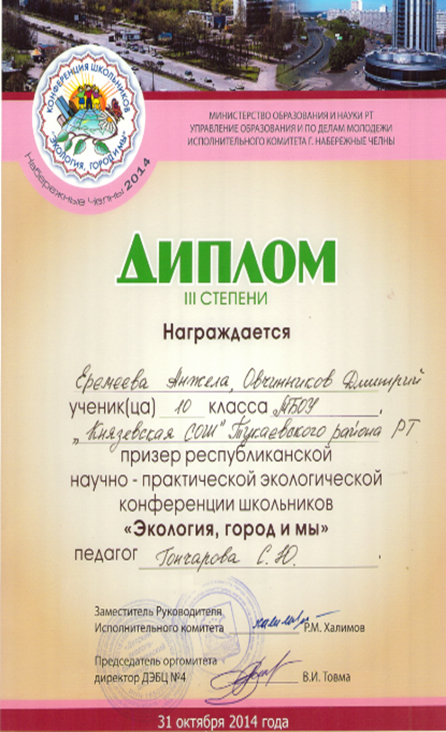 КОНФЕРЕНЦИЯ ШКОЛЬНИКОВ
"ЭКОЛОГИЯ, ГОРОД И МЫ"
Набережные Челны 2014
МИНИСТЕРСТВО ОБРАЗОВАНИЯ И НАУКИ РТ
УПРАВЛЕНИЕ ОБРАЗОВАНИЯ И ПО ДЕЛАМ МОЛОДЕЖИ
ИСПОЛНИТЕЛЬНОГО КОМИТЕТА Г. НАБЕРЕЖНЫЕ ЧЕЛНЫ
ДИПЛОМ
III СТЕПЕНИ
Награждается
Еремеева Анжела, Овчинников Дмитрий
ученик(ца) 10 класса МБОУ,
"Князевская СОШ" Тукаевского района РТ
призер республиканской
научно - практической экологической
конференции школьников
«Экология, город и мы»
педагог Гончарова С.Ю.
Заместитель Руководителя
Исполнительного комитета Р.М. Халимов
Председатель оргомитета
директор ДЭБЦ №4 В.И. Товма
31 октября 2014 года